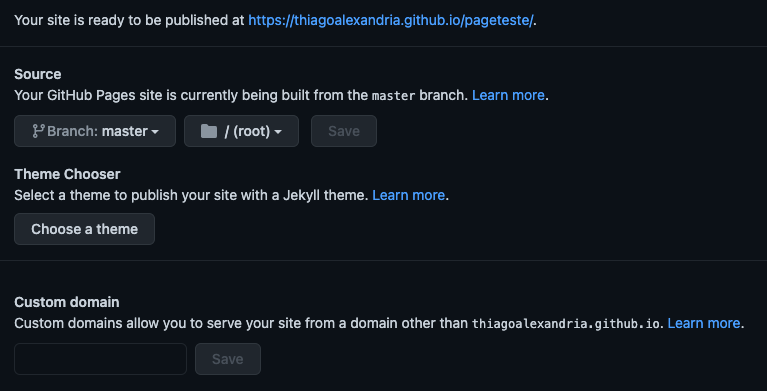 Your site is ready to be published at https://thiagoalexandria.github.io/pageteste/.
Source
Your GitHub Pages site is currently being built from the master branch. Learn more.
Branch: master / (root) Save
Theme Chooser
Select a theme to publish your site with a Jekyll theme. Learn more.
Choose a theme
Custom domain
Custom domains allow you to serve your site from a domain other than thiagoalexandria.github.io. Learn more.
Save